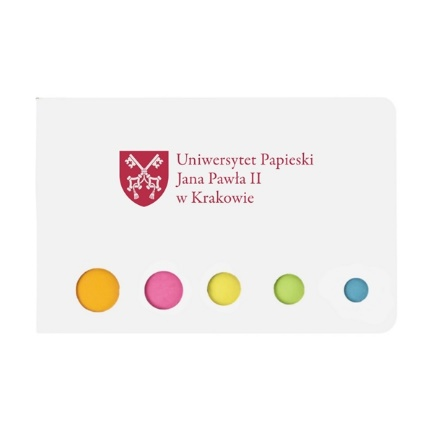 Uniwersytet Papieski
Jana Pawła II
w Krakowie